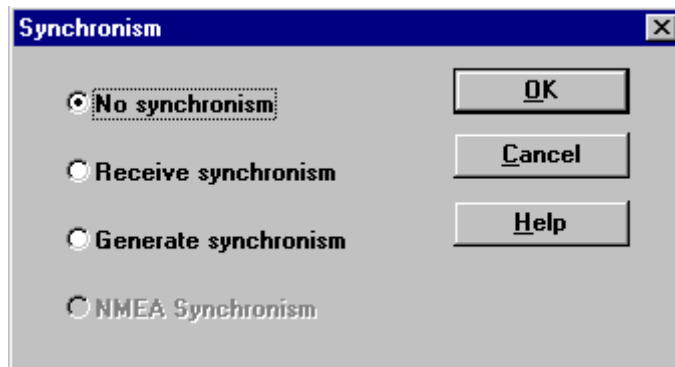 Synchronism
No synchronism
Receive synchronism
Generate synchronism
NMEA Synchronism
OK
Cancel
Help